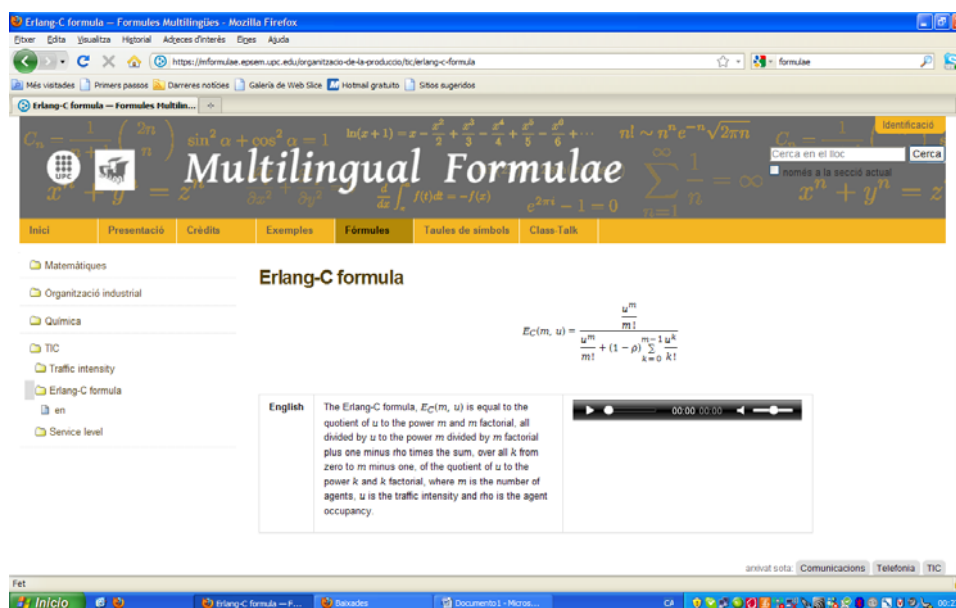 Erlang-C formula — Formules Multilingües - Mozilla Firefox
Fitxer Edita Visualitza Historial Adreces d'interès Eines Ajuda
https://mformulae.epsem.upc.edu/organitzacio-de-la-produccio/tic/erlang-c-formula
formulae
Més visitades Primers passos Darreres notícies Galería de Web Slice Hotmail gratuito Sitios sugeridos
Erlang-C formula — Formules Multilin...
Identificació
UPC
Multilingual Formulae
Cerca en el lloc Cerca
només a la secció actual
Inici Presentació Crèdits Exemples Fórmules Taules de símbols Class-Talk
Matemàtiques
Organització industrial
Química
TIC
Traffic intensity
Erlang-C formula
en
Service level
Erlang-C formula
E_C(m, u) = (u^m / m!) / (u^m / m! + (1 − ρ) ∑_{k=0}^{m−1} u^k / k!)
English
The Erlang-C formula, E_C(m, u) is equal to the
quotient of u to the power m and m factorial, all
divided by u to the power m divided by m factorial
plus one minus rho times the sum, over all k from
zero to m minus one, of the quotient of u to the
power k and k factorial, where m is the number of
agents, u is the traffic intensity and rho is the agent
occupancy.
00:00 00:00
arxivat sota: Comunicacions Telefonia TIC
Fet
Inicio Erlang-C formula — F... Baixades Documento1 - Micros... CA